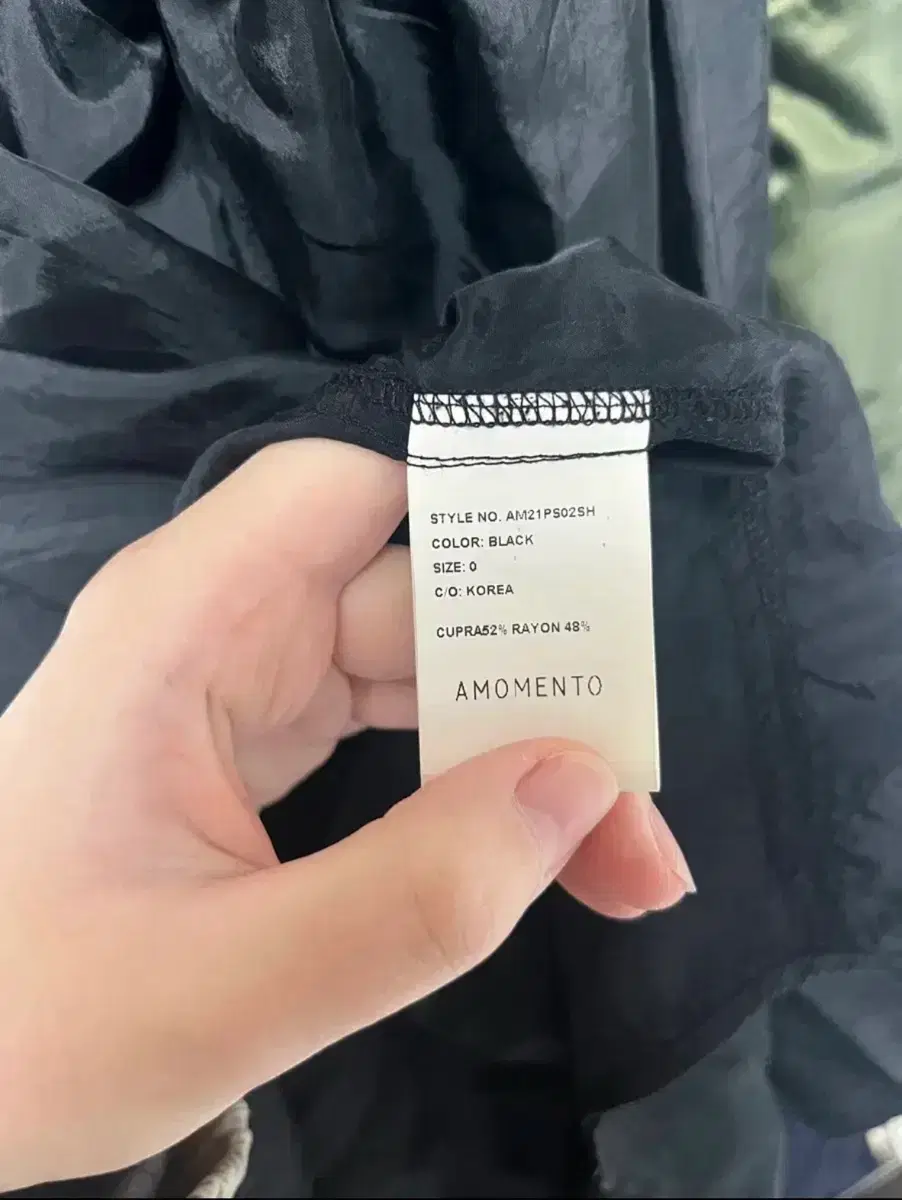 STYLE NO. AM21PS02SH
COLOR: BLACK
SIZE: 0
C/O: KOREA
CUPRA52% RAYON 48%
AMOMENTO